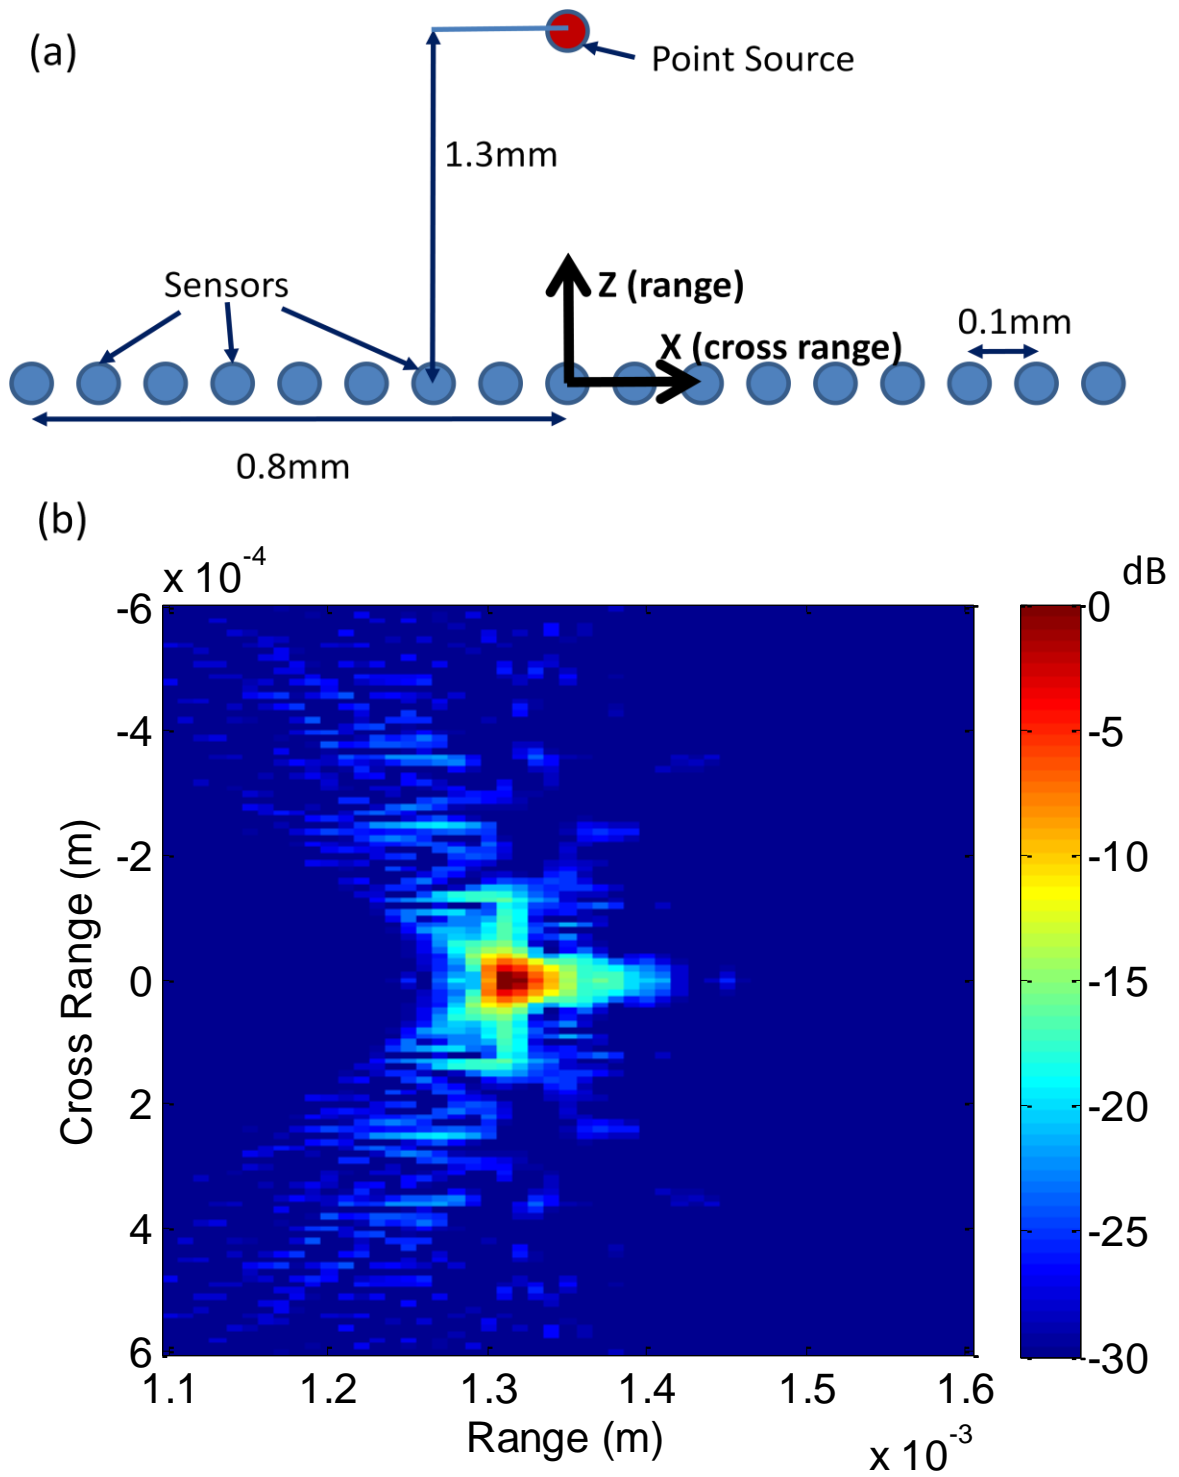 (a)
Point Source
1.3mm
Sensors
Z (range)
0.1mm
X (cross range)
0.8mm
(b)
x 10^-4
dB
-6
-4
-2
0
2
4
6
Cross Range (m)
0
-5
-10
-15
-20
-25
-30
1.1 1.2 1.3 1.4 1.5 1.6
Range (m)
x 10^-3